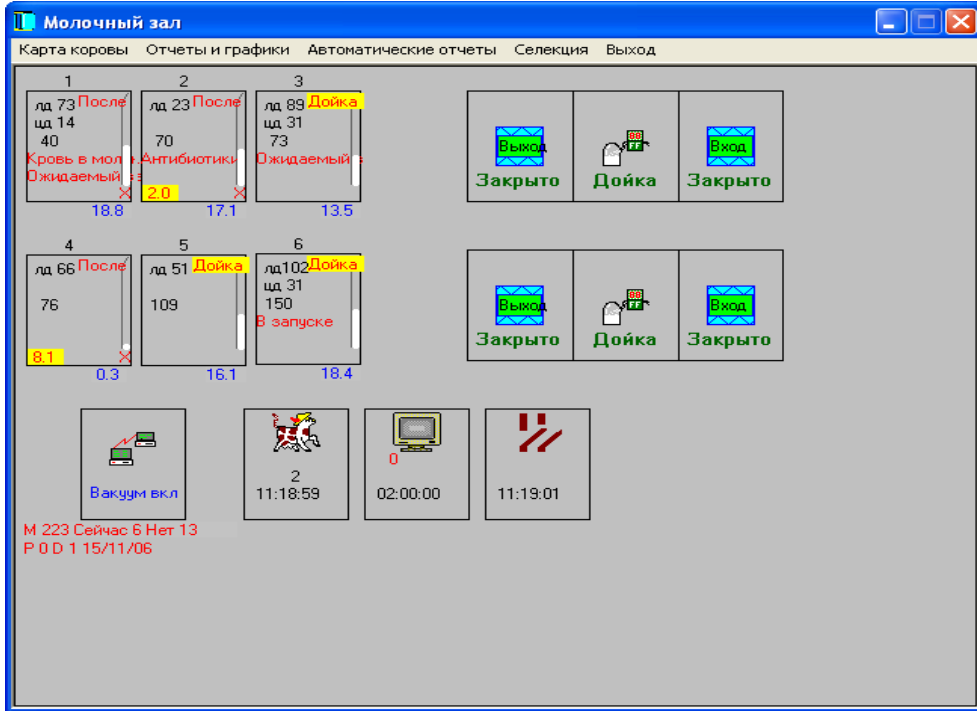 Молочный зал
Карта коровы Отчеты и графики Автоматические отчеты Селекция Выход
1 2 3
лд 73 После лд 23 После лд 89 Дойка
цд 14 цд 31
40 70 73
Кровь в мол Антибиотики Ожидаемый
Ожидаемый
2.0
18.8 17.1 13.5
Выход Вход
Закрыто Дойка Закрыто
4 5 6
лд 66 После лд 51 Дойка лд102 Дойка
цд 31
76 109 150
В запуске
8.1
0.3 16.1 18.4
Выход Вход
Закрыто Дойка Закрыто
0
2
Вакуум вкл 11:18:59 02:00:00 11:19:01
М 223 Сейчас 6 Нет 13
Р 0 D 1 15/11/06